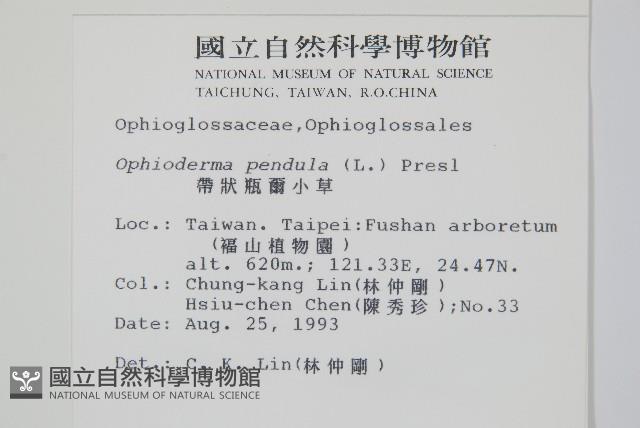 國立自然科學博物館
NATIONAL MUSEUM OF NATURAL SCIENCE
TAICHUNG, TAIWAN, R.O.CHINA
Ophioglossaceae,Ophioglossales
Ophioderma pendula (L.) Presl
帶狀瓶爾小草
Loc.: Taiwan. Taipei:Fushan arboretum
(福山植物園)
alt. 620m.; 121.33E, 24.47N.
Col.: Chung-kang Lin(林仲剛)
Hsiu-chen Chen(陳秀珍);No.33
Date: Aug. 25, 1993
Det.: C. K. Lin(林仲剛)
國立自然科學博物館
NATIONAL MUSEUM OF NATURAL SCIENCE